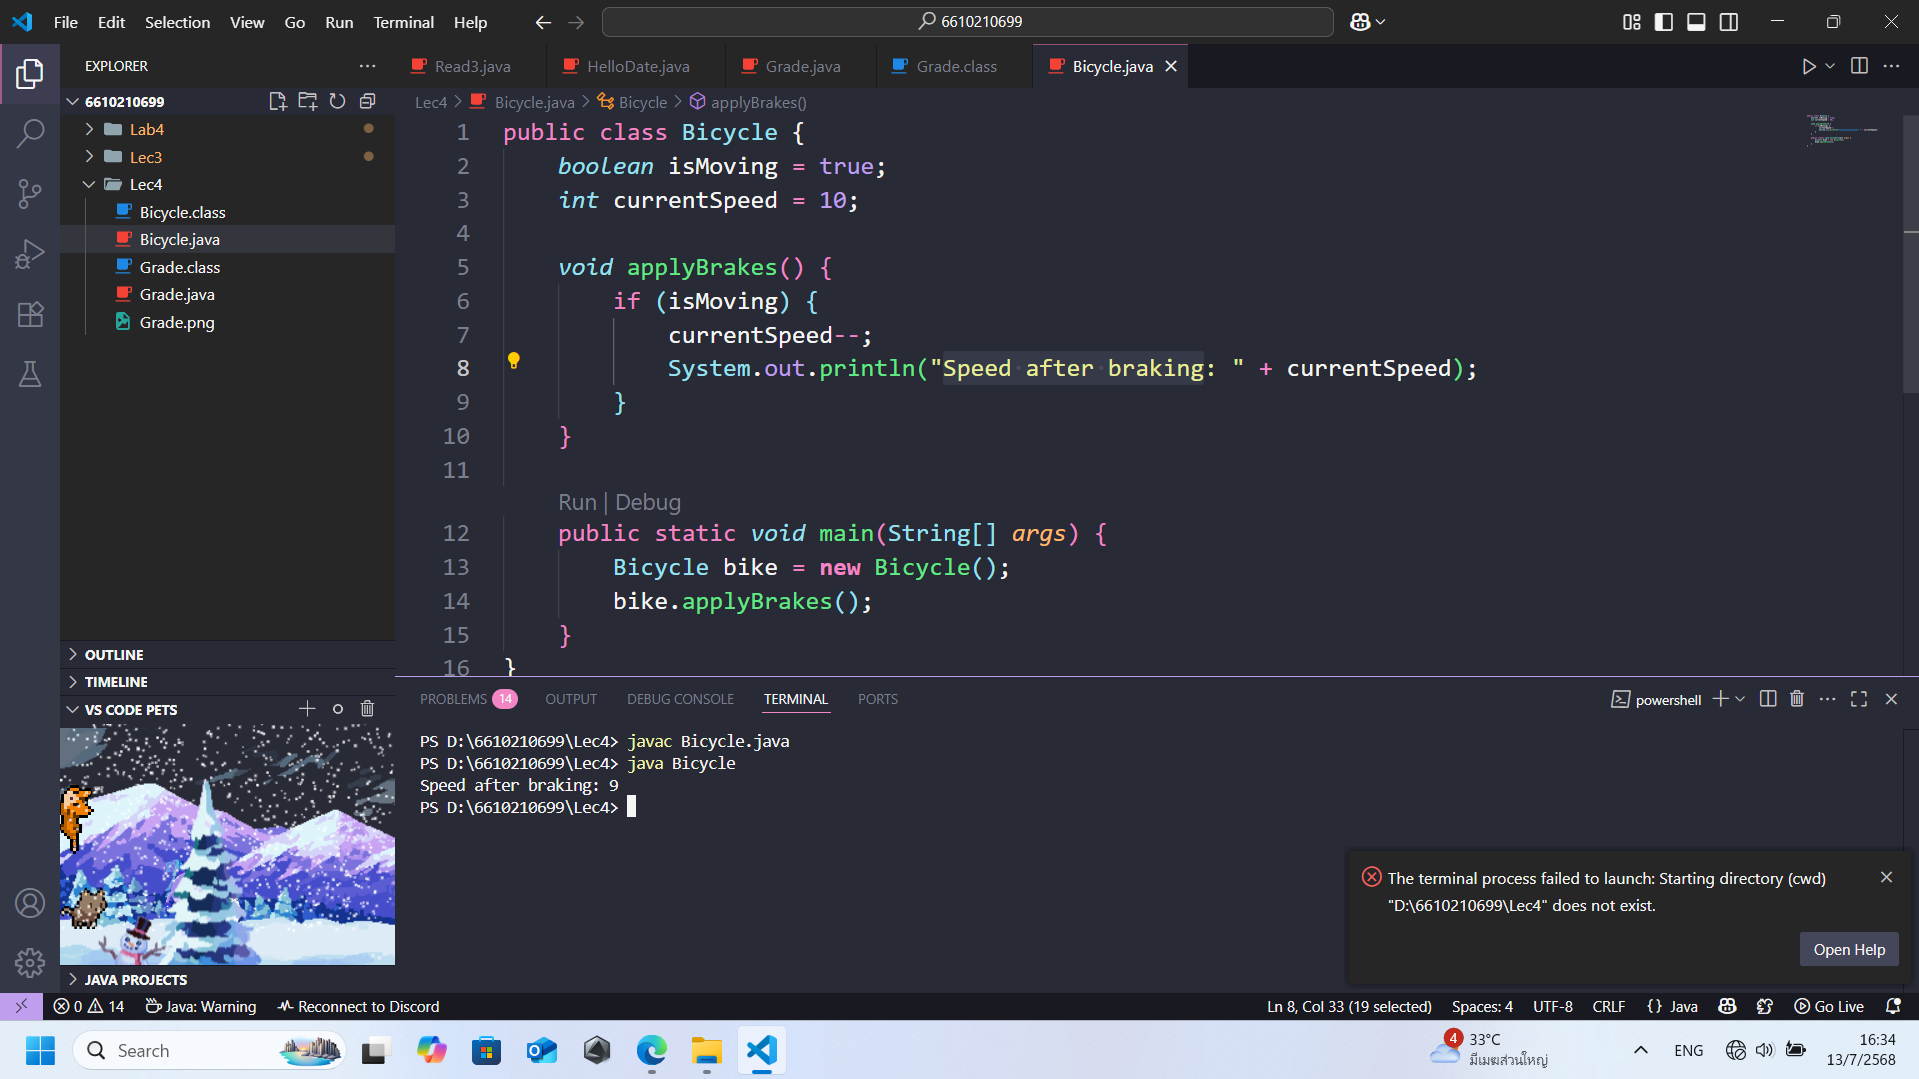 File Edit Selection View Go Run Terminal Help
6610210699
EXPLORER
6610210699
Lab4
Lec3
Lec4
Bicycle.class
Bicycle.java
Grade.class
Grade.java
Grade.png
OUTLINE
TIMELINE
VS CODE PETS
JAVA PROJECTS
Read3.java HelloDate.java Grade.java Grade.class Bicycle.java
Lec4 > Bicycle.java > Bicycle > applyBrakes()
1 public class Bicycle {
2 boolean isMoving = true;
3 int currentSpeed = 10;
4
5 void applyBrakes() {
6 if (isMoving) {
7 currentSpeed--;
8 System.out.println("Speed after braking: " + currentSpeed);
9 }
10 }
11
Run | Debug
12 public static void main(String[] args) {
13 Bicycle bike = new Bicycle();
14 bike.applyBrakes();
15 }
16 }
PROBLEMS 14 OUTPUT DEBUG CONSOLE TERMINAL PORTS
powershell
PS D:\6610210699\Lec4> javac Bicycle.java
PS D:\6610210699\Lec4> java Bicycle
Speed after braking: 9
PS D:\6610210699\Lec4>
The terminal process failed to launch: Starting directory (cwd)
"D:\6610210699\Lec4" does not exist.
Open Help
0 14 Java: Warning Reconnect to Discord
Ln 8, Col 33 (19 selected) Spaces: 4 UTF-8 CRLF {} Java Go Live
Search
4
33°C
มีเมฆส่วนใหญ่
ENG
16:34
13/7/2568